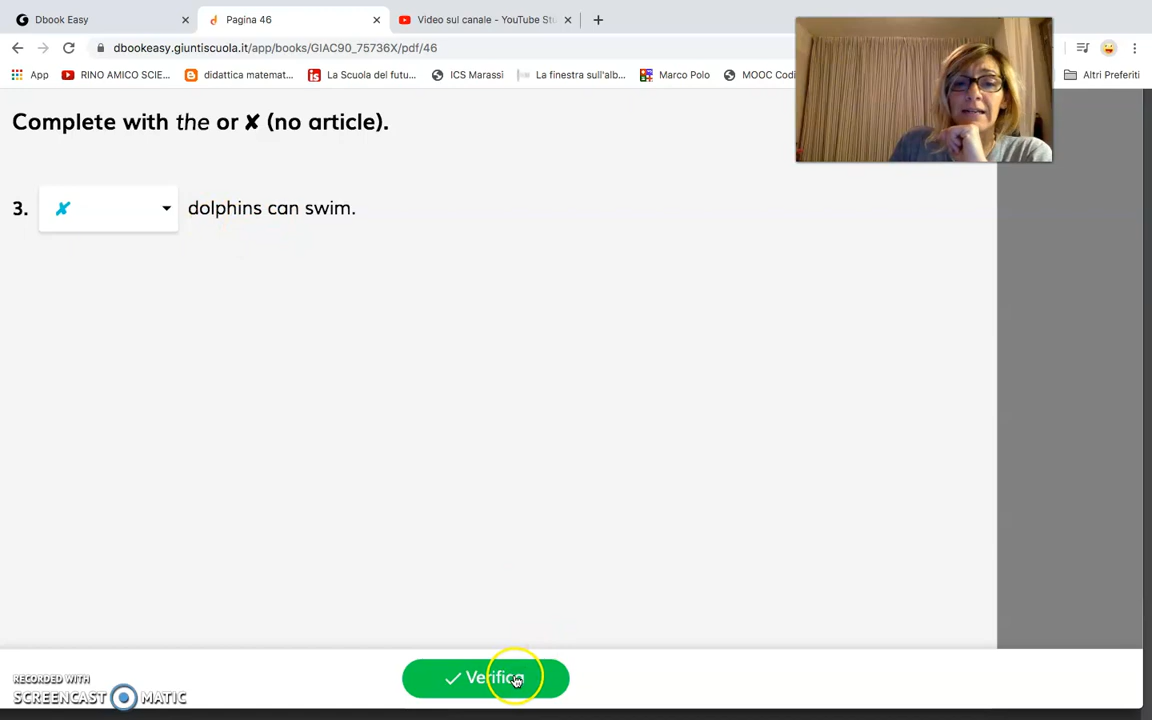 Dbook Easy
Pagina 46
Video sul canale - YouTube St
dbookeasy.giuntiscuola.it/app/books/GIAC90_75736X/pdf/46
App
RINO AMICO SCIE...
didattica matemat...
La Scuola del futu...
ICS Marassi
La finestra sull'alb...
Marco Polo
MOOC Codi
Altri Preferiti
Complete with the or ✘ (no article).
3. ✘ dolphins can swim.
✓ Verifica
RECORDED WITH
SCREENCAST MATIC